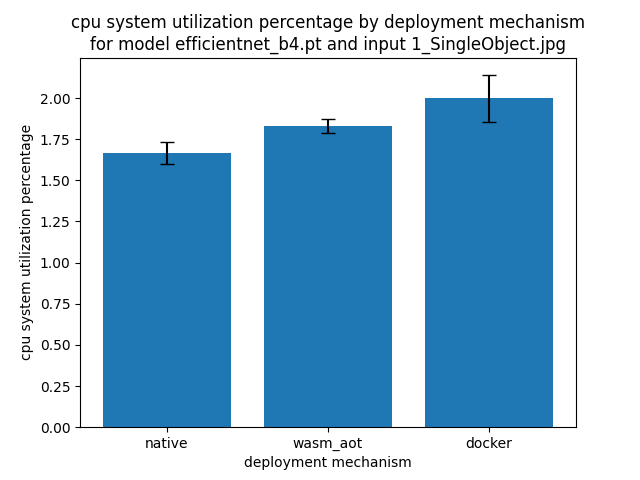 cpu system utilization percentage by deployment mechanism
for model efficientnet_b4.pt and input 1_SingleObject.jpg
cpu system utilization percentage
2.00
1.75
1.50
1.25
1.00
0.75
0.50
0.25
0.00
native
wasm_aot
docker
deployment mechanism